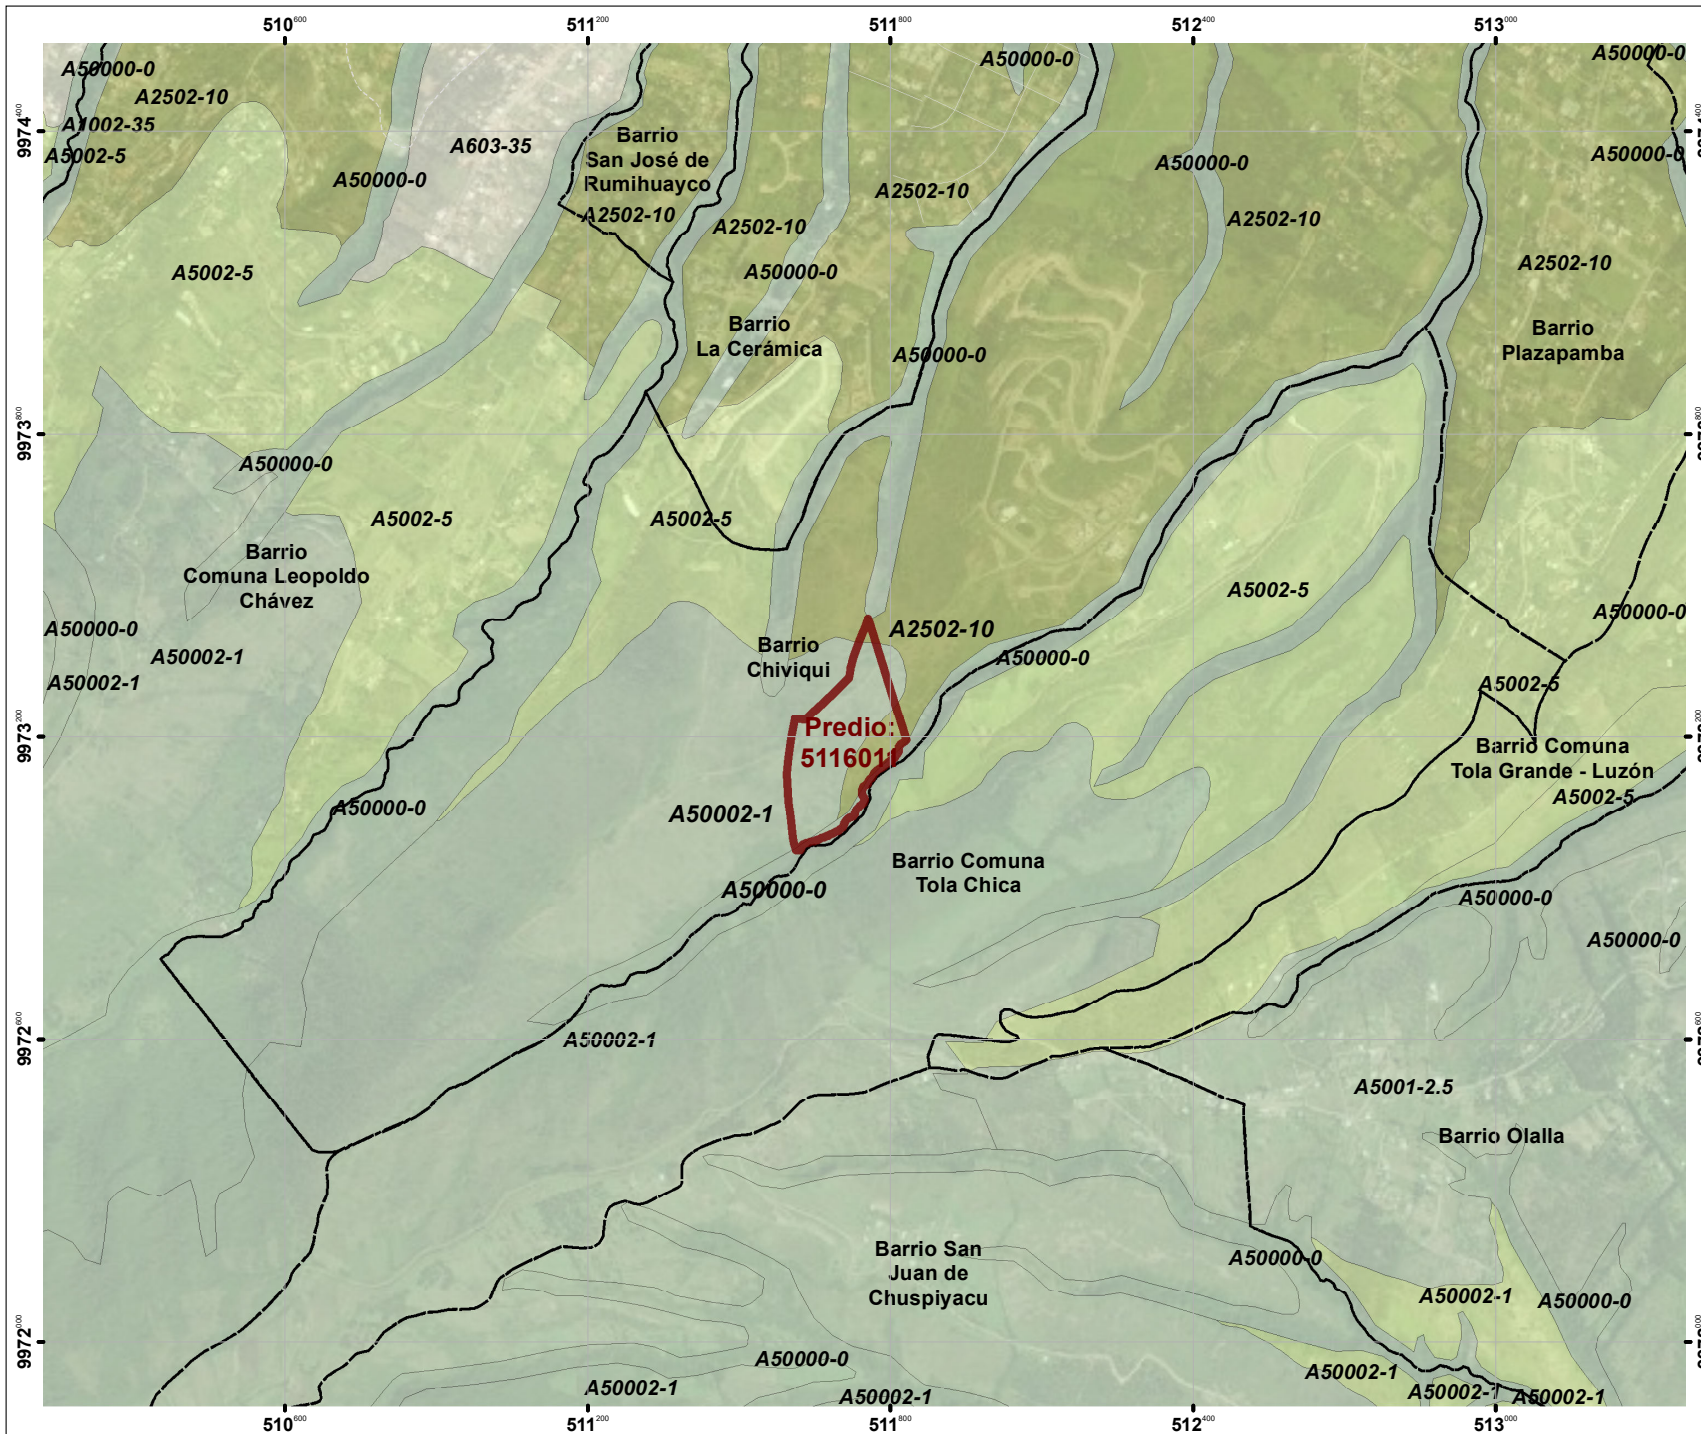 510600 511200 511800 512400 513000
A50000-0
A50000-0
A50000-0
A2502-10
A1002-35
9974400
A603-35
Barrio
San José de
Rumihuayco
A5002-5
A50000-0
A50000-0
A50000-0
A2502-10
A2502-10
A2502-10
A2502-10
A5002-5
A50000-0
A2502-10
Barrio
La Cerámica
Barrio
Plazapamba
A50000-0
9973800
A50000-0
A5002-5
A5002-5
Barrio
Comuna Leopoldo
Chávez
A5002-5
A50000-0
A50000-0
A2502-10
Barrio
Chiviqui
A50002-1
A50000-0
A50002-1
A5002-5
9973200
Predio:
511601
Barrio Comuna
Tola Grande - Luzón
A5002-5
A50000-0
A50002-1
Barrio Comuna
Tola Chica
A50000-0
A50000-0
A50000-0
9972600
A50002-1
A5001-2.5
Barrio Olalla
Barrio San
Juan de
Chuspiyacu
A50000-0
A50002-1
A50000-0
9972000
A50000-0
A50002-1
A50002-1
A50002-1
A50002-1
A50002-1
510600 511200 511800 512400 513000